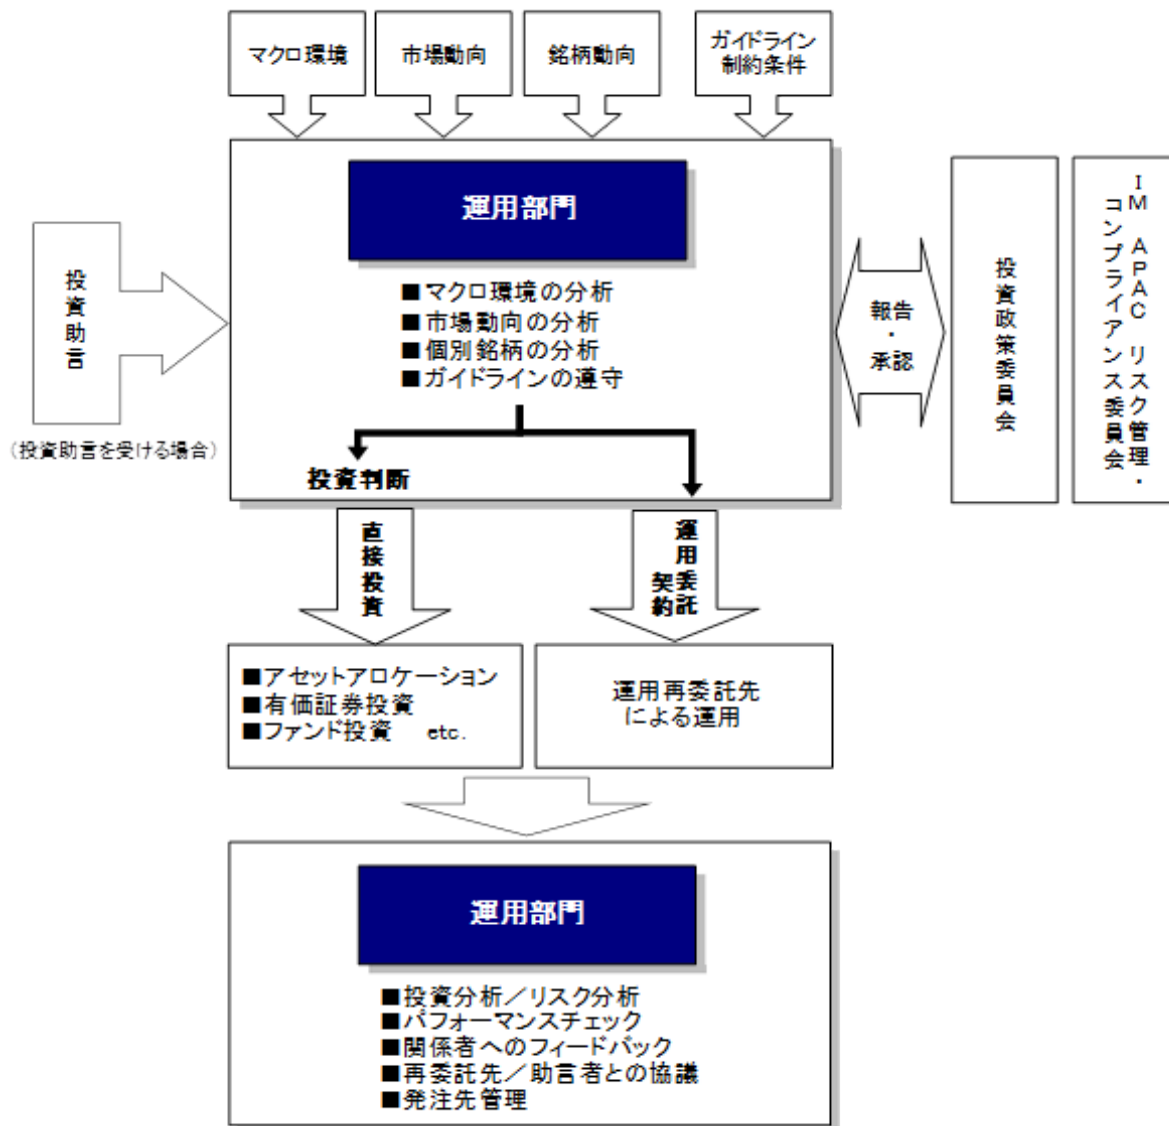 マクロ環境
市場動向
銘柄動向
ガイドライン
制約条件
運用部門
■マクロ環境の分析
■市場動向の分析
■個別銘柄の分析
■ガイドラインの遵守
投資助言
(投資助言を受ける場合)
報告
・
承認
投資政策委員会
IM APAC リスク管理・
コンプライアンス委員会
投資判断
直接投資
運用委託
契約
■アセットアロケーション
■有価証券投資
■ファンド投資 etc.
運用再委託先
による運用
運用部門
■投資分析/リスク分析
■パフォーマンスチェック
■関係者へのフィードバック
■再委託先/助言者との協議
■発注先管理